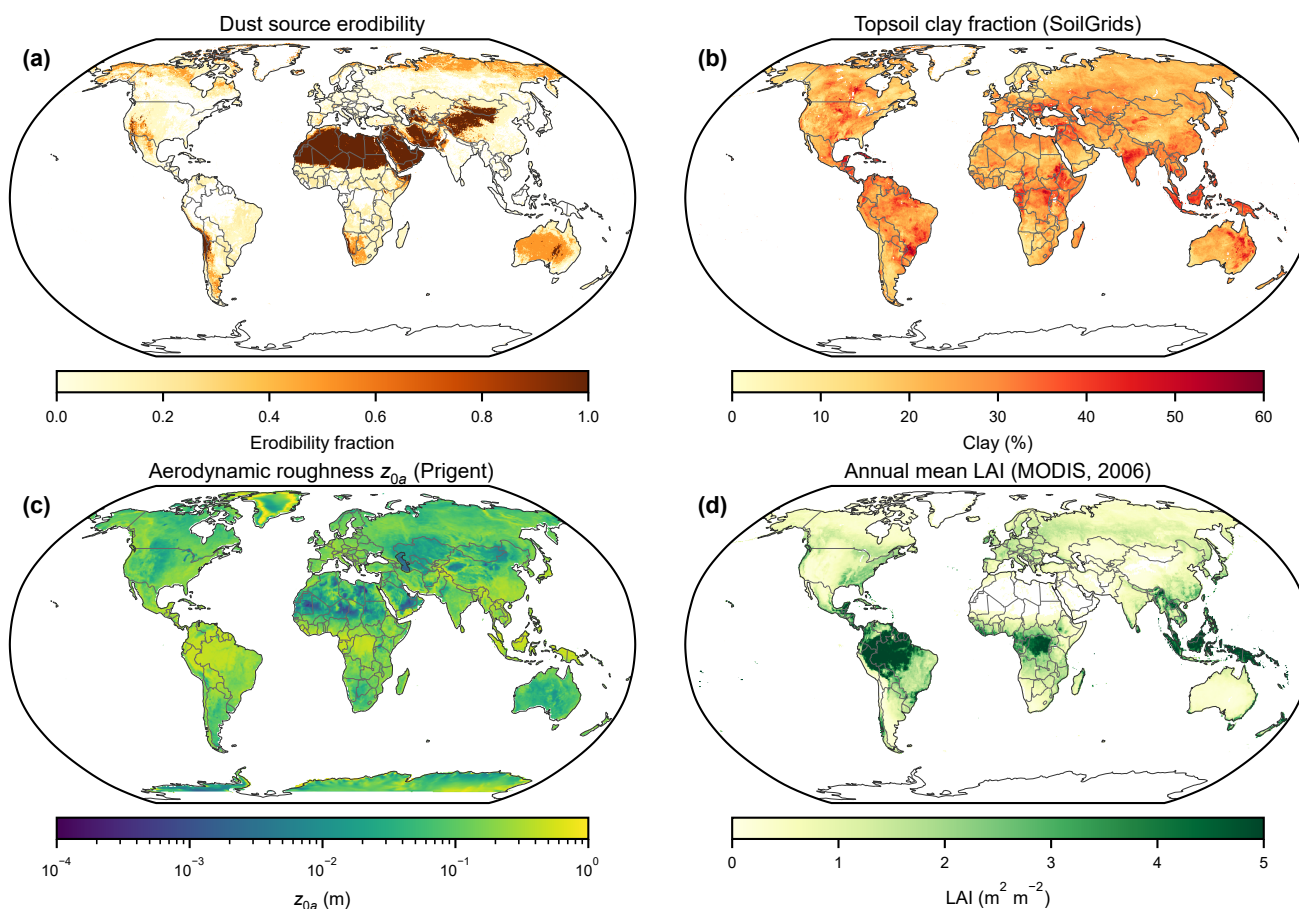 Dust source erodibility
(a)
0.0 0.2 0.4 0.6 0.8 1.0
Erodibility fraction
Topsoil clay fraction (SoilGrids)
(b)
0 10 20 30 40 50 60
Clay (%)
Aerodynamic roughness z₀ₐ (Prigent)
(c)
10⁻⁴ 10⁻³ 10⁻² 10⁻¹ 10⁰
z₀ₐ (m)
Annual mean LAI (MODIS, 2006)
(d)
0 1 2 3 4 5
LAI (m² m⁻²)